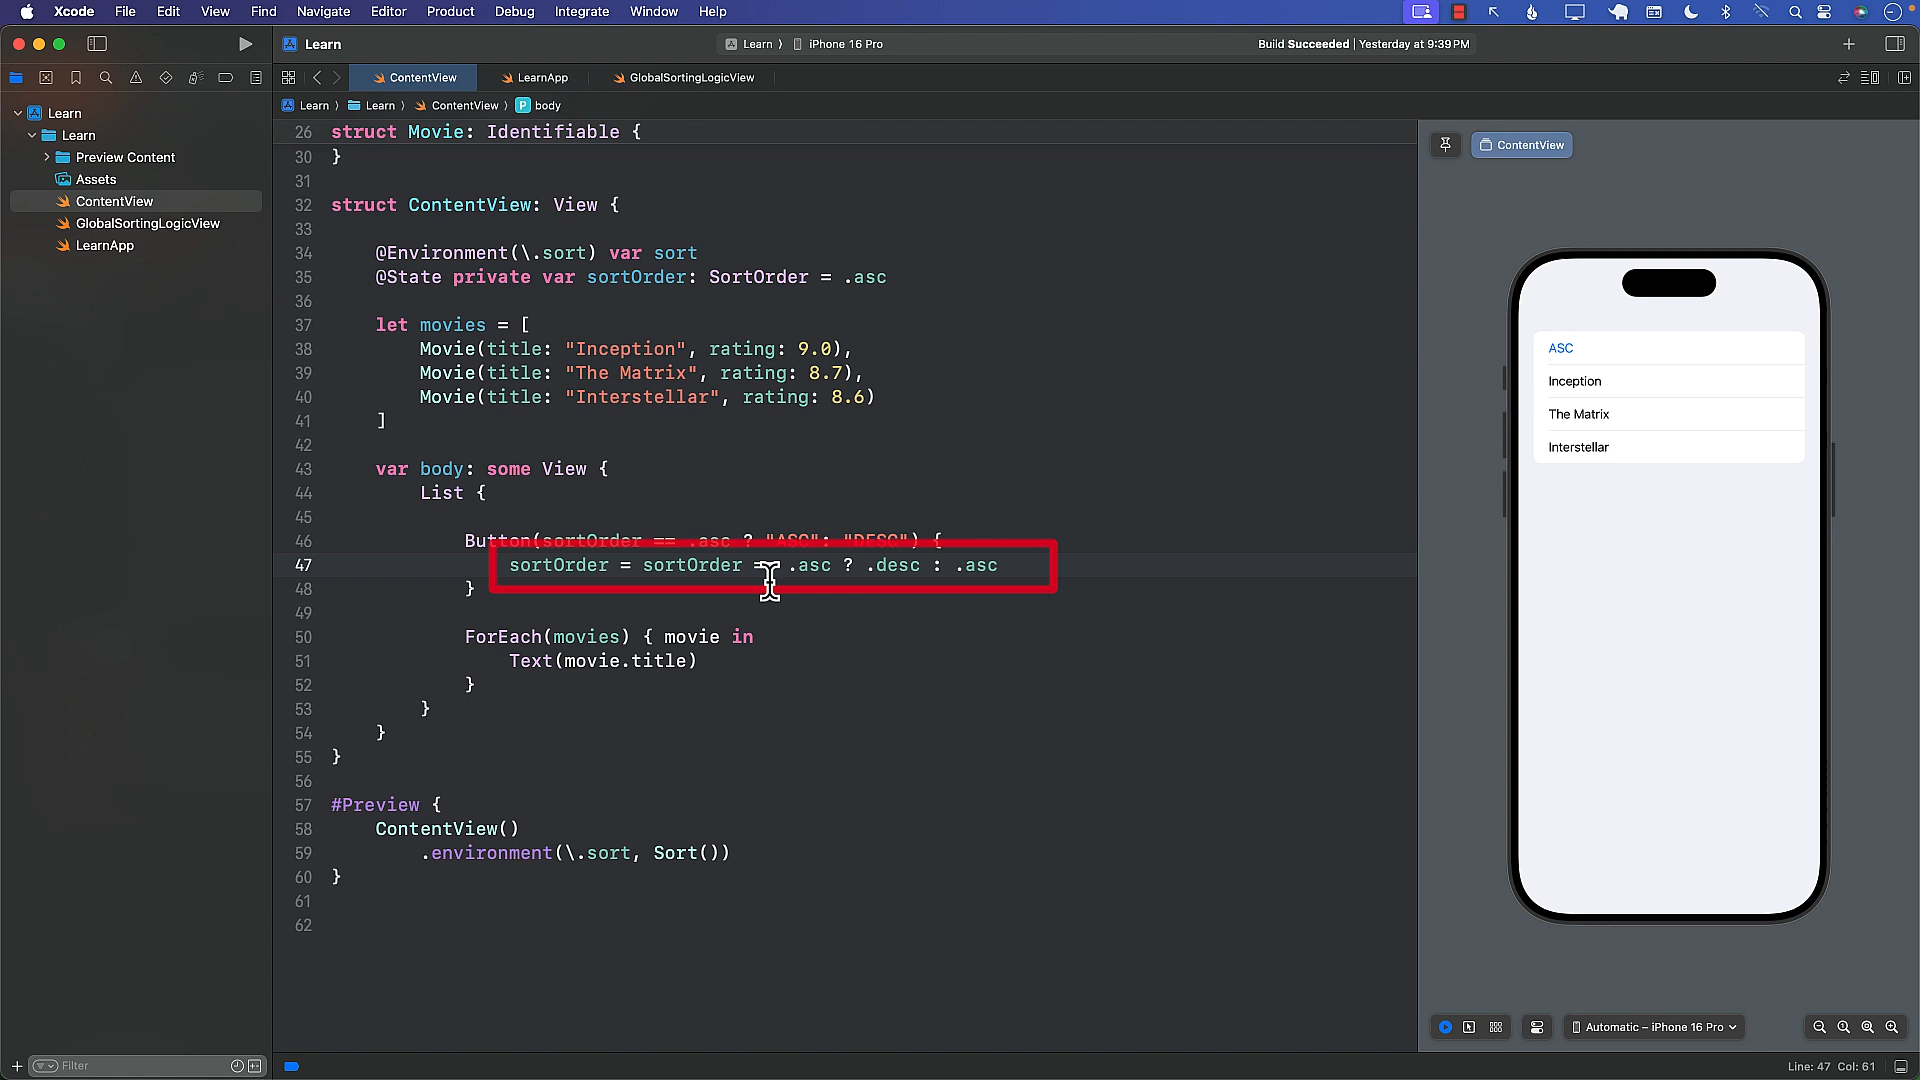 Xcode File Edit View Find Navigate Editor Product Debug Integrate Window Help
Learn
Learn 〉 iPhone 16 Pro
Build Succeeded | Yesterday at 9:39 PM
ContentView
LearnApp
GlobalSortingLogicView
Learn 〉 Learn 〉 ContentView 〉 P body
Learn
Learn
Preview Content
Assets
ContentView
GlobalSortingLogicView
LearnApp
26 struct Movie: Identifiable {
30 }
31
32 struct ContentView: View {
33
34 @Environment(\.sort) var sort
35 @State private var sortOrder: SortOrder = .asc
36
37 let movies = [
38 Movie(title: "Inception", rating: 9.0),
39 Movie(title: "The Matrix", rating: 8.7),
40 Movie(title: "Interstellar", rating: 8.6)
41 ]
42
43 var body: some View {
44 List {
45
46 Button(sortOrder == .asc ? "ASC": "DESC") {
47 sortOrder = sortOrder == .asc ? .desc : .asc
48 }
49
50 ForEach(movies) { movie in
51 Text(movie.title)
52 }
53 }
54 }
55 }
56
57 #Preview {
58 ContentView()
59 .environment(\.sort, Sort())
60 }
61
62
ContentView
ASC
Inception
The Matrix
Interstellar
Automatic – iPhone 16 Pro
Filter
Line: 47 Col: 61